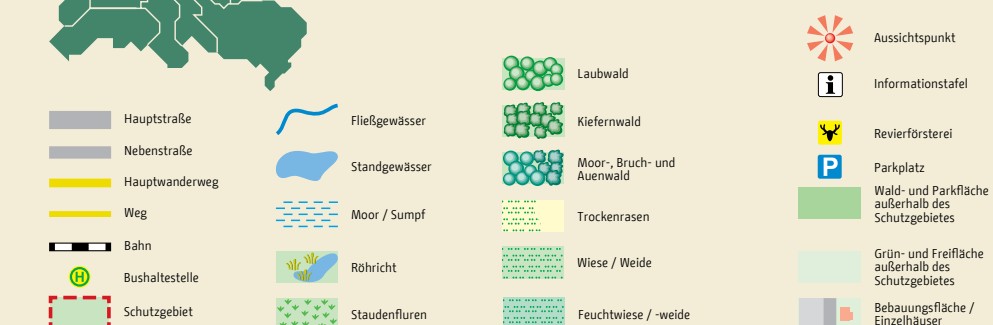 Hauptstraße
Nebenstraße
Hauptwanderweg
Weg
Bahn
H
Bushaltestelle
Schutzgebiet
Fließgewässer
Standgewässer
Moor / Sumpf
Röhricht
Staudenfluren
Laubwald
Kiefernwald
Moor-, Bruch- und
Auenwald
Trockenrasen
Wiese / Weide
Feuchtwiese / -weide
Aussichtspunkt
i
Informationstafel
Revierförsterei
P
Parkplatz
Wald- und Parkfläche
außerhalb des
Schutzgebietes
Grün- und Freifläche
außerhalb des
Schutzgebietes
Bebauungsfläche /
Einzelhäuser